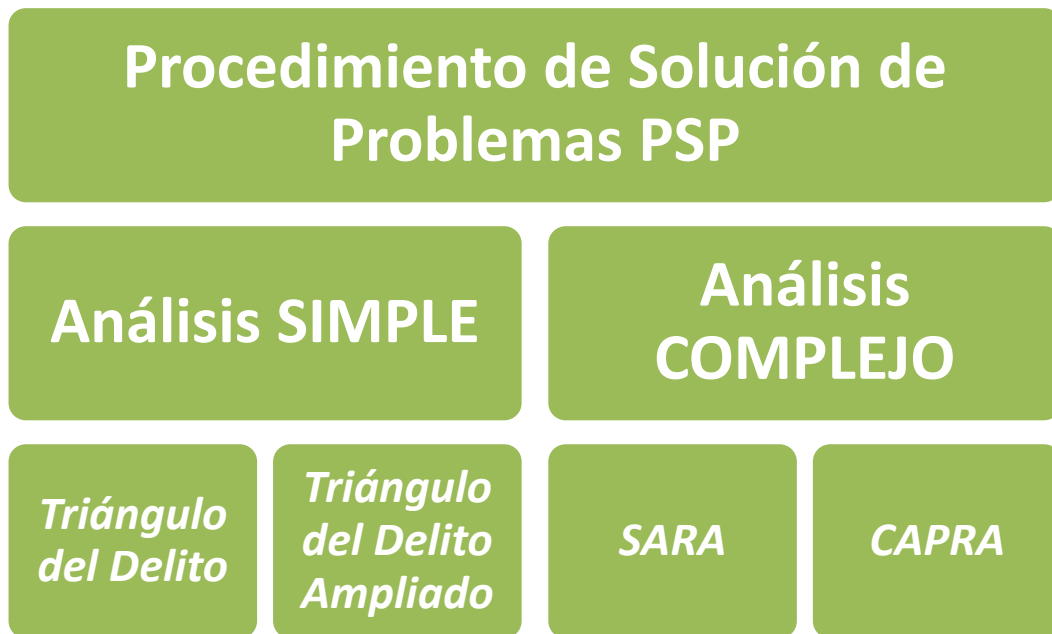 Procedimiento de Solución de
Problemas PSP
Análisis SIMPLE
Análisis
COMPLEJO
Triángulo
del Delito
Triángulo
del Delito
Ampliado
SARA
CAPRA